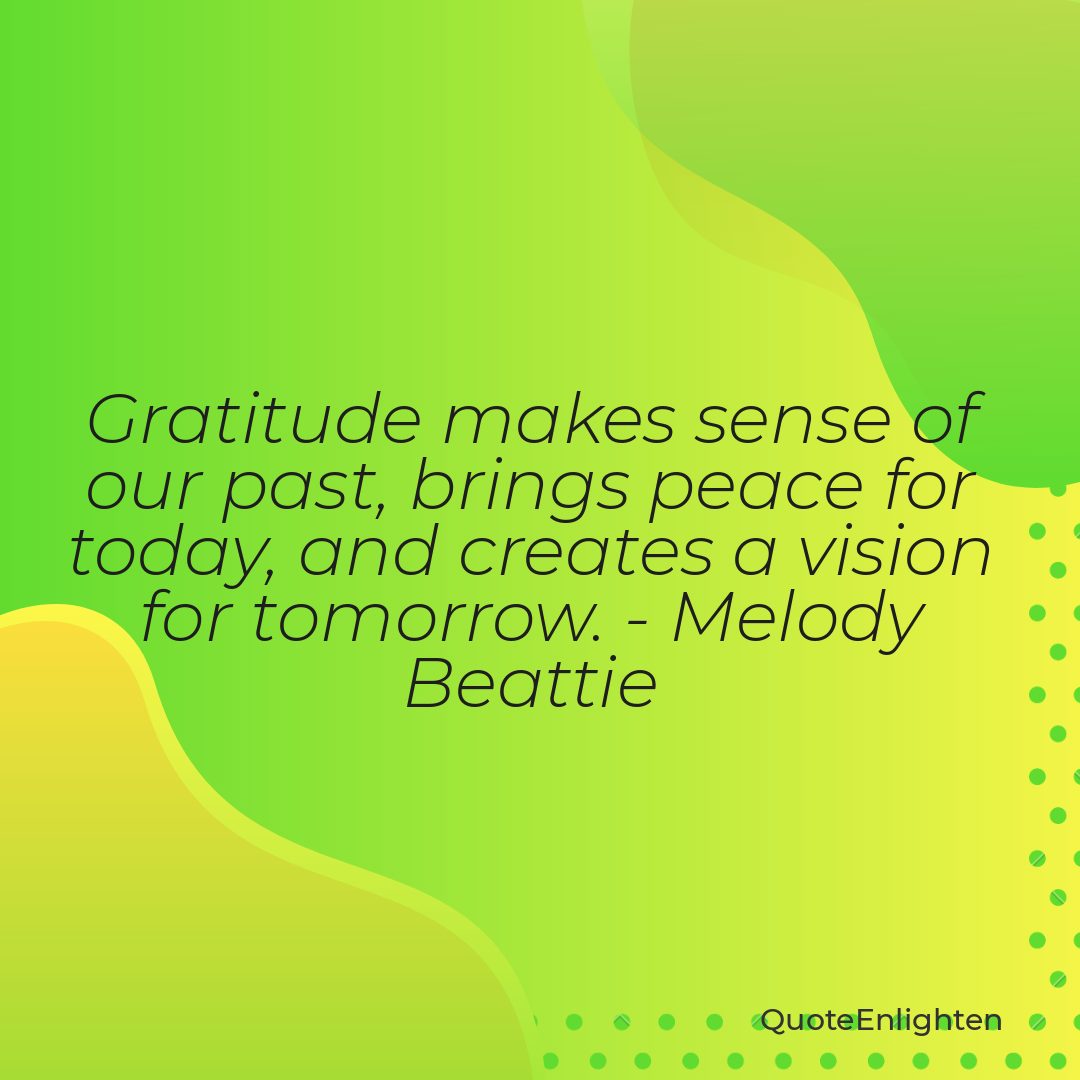 Gratitude makes sense of
our past, brings peace for
today, and creates a vision
for tomorrow. - Melody
Beattie
QuoteEnlighten